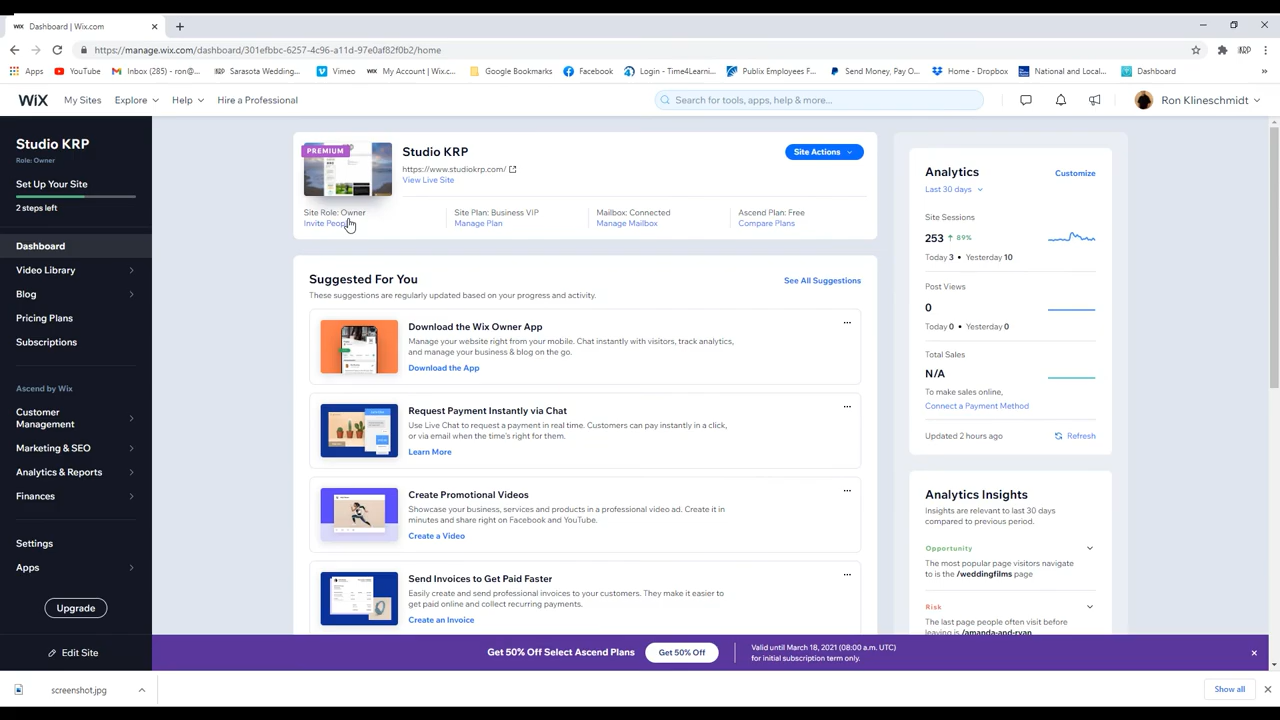 WiX Dashboard | Wix.com
https://manage.wix.com/dashboard/301efbbc-6257-4c96-a11d-97e0af82f0b2/home
KRP
Apps YouTube Inbox (285) - ron@... Sarasota Wedding... Vimeo WiX My Accounts | Wix.c... Google Bookmarks Facebook Login - Time4Learni... Publix Employees F... Send Money, Pay O... Home - Dropbox National and Local... Dashboard »
WiX My Sites Explore Help Hire a Professional Search for tools, apps, help & more... Ron Klineschmidt
Studio KRP
Role: Owner
Set Up Your Site
2 steps left
Dashboard
Video Library
Blog
Pricing Plans
Subscriptions
Ascend by Wix
Customer
Management
Marketing & SEO
Analytics & Reports
Finances
Settings
Apps
Upgrade
Edit Site
PREMIUM
Studio KRP
https://www.studiokrp.com/
View Live Site
Site Actions
Site Role: Owner
Invite People
Site Plan: Business VIP
Manage Plan
Mailbox: Connected
Manage Mailbox
Ascend Plan: Free
Compare Plans
Suggested For You
See All Suggestions
These suggestions are regularly updated based on your progress and activity.
Download the Wix Owner App
Manage your website right from your mobile. Chat instantly with visitors, track analytics,
and manage your business & blog on the go.
Download the App
Request Payment Instantly via Chat
Use Live Chat to request a payment in real time. Customers can pay instantly in a click,
or via email when the time's right for them.
Learn More
Create Promotional Videos
Showcase your business, services and products in a professional video ad. Create it in
minutes and share right on Facebook and YouTube.
Create a Video
Send Invoices to Get Paid Faster
Easily create and send professional invoices to your customers. They make it easier to
get paid online and collect recurring payments.
Create an Invoice
Analytics
Customize
Last 30 days
Site Sessions
253 ↑ 89%
Today 3 • Yesterday 10
Post Views
0
Today 0 • Yesterday 0
Total Sales
N/A
To make sales online,
Connect a Payment Method
Updated 2 hours ago
Refresh
Analytics Insights
Insights are relevant to last 30 days
compared to previous period.
Opportunity
The most popular page visitors navigate
to is the /weddingfilms page
Risk
The last page people often visit before
leaving is /amanda-and-ryan
Get 50% Off Select Ascend Plans
Get 50% Off
Valid until March 18, 2021 (08:00 a.m. UTC)
for initial subscription term only.
screenshot.jpg
Show all